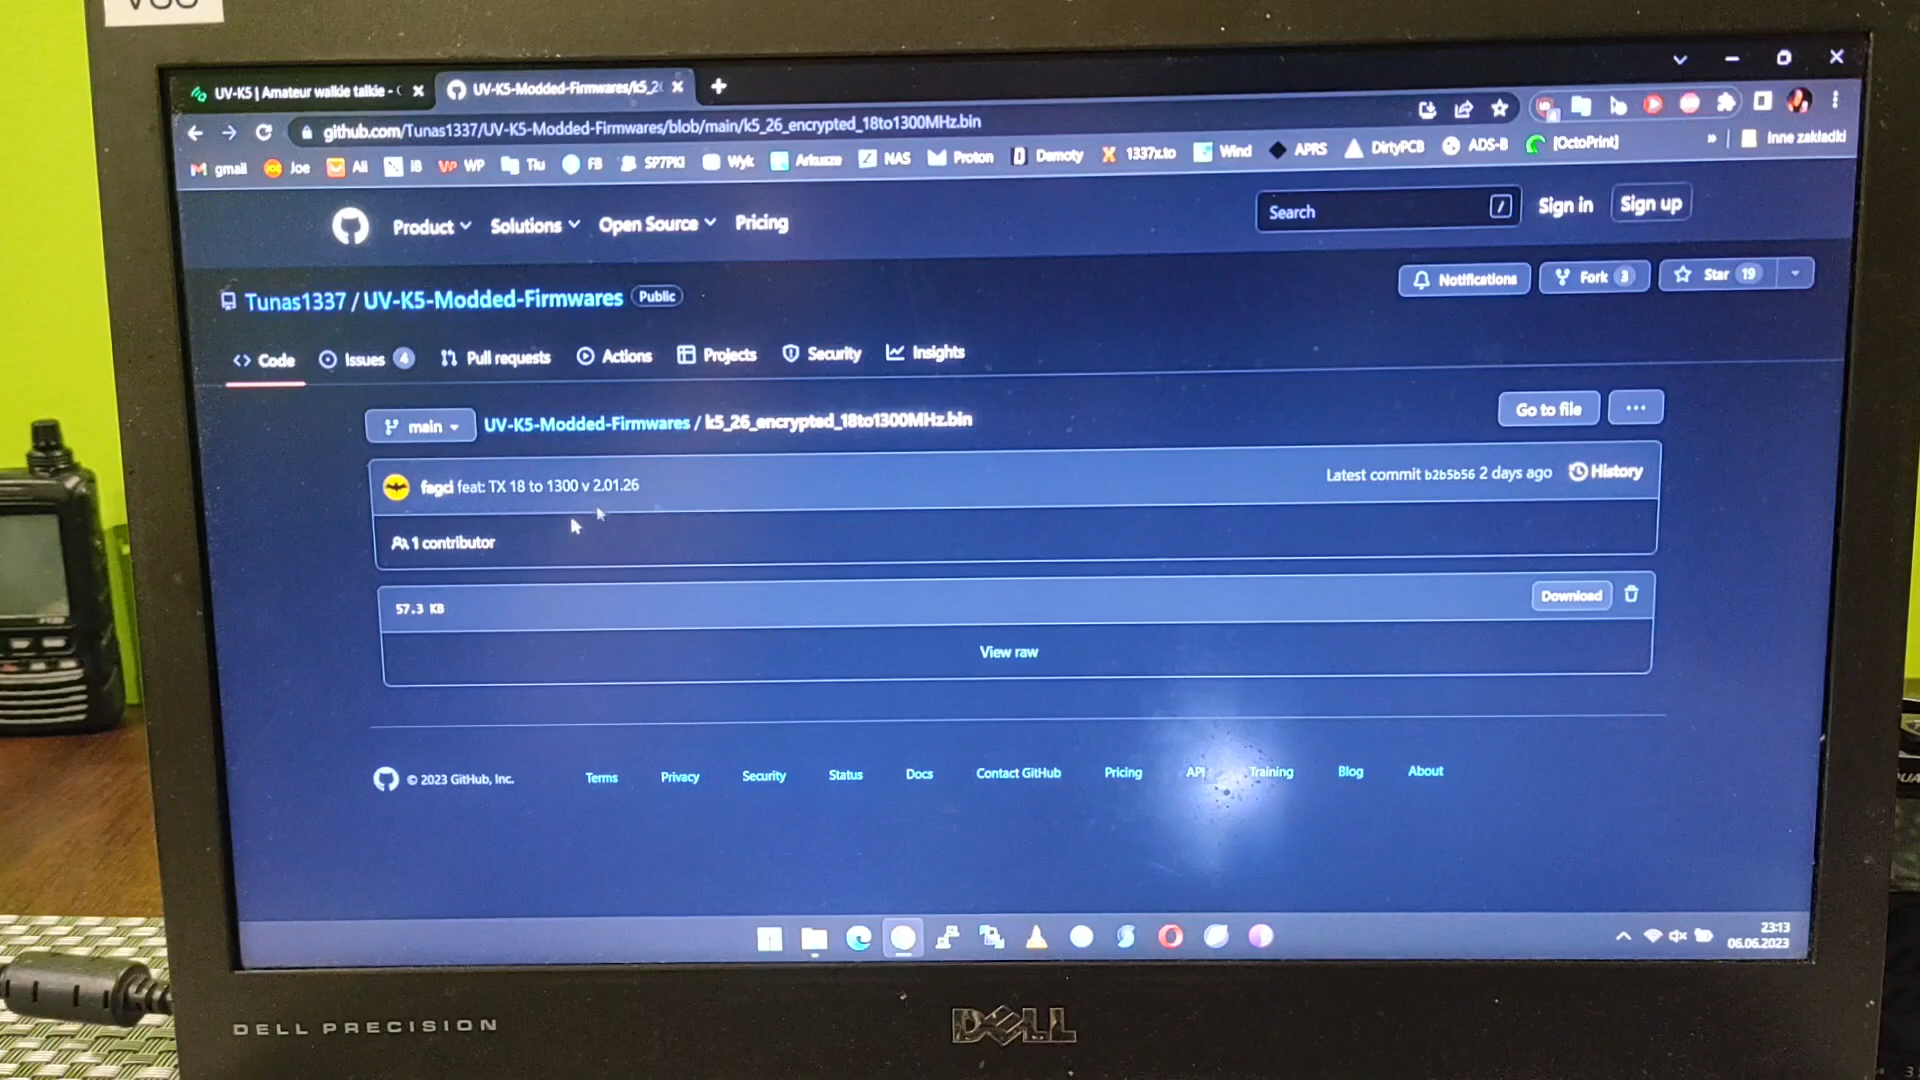 UV-K5 | Amateur walkie talkie - (
UV-K5-Modded-Firmwares/k5_2
github.com/Tunas1337/UV-K5-Modded-Firmwares/blob/main/k5_26_encrypted_18to1300MHz.bin
gmail Joe Ali IB WP Tłu FB SP7PKI Wyk Arkusze NAS Proton Damoty 1337x.to Wind APRS DirtyPCB ADS-B [OctoPrint] » Inne zakładki
Product Solutions Open Source Pricing Search / Sign in Sign up
Tunas1337 / UV-K5-Modded-Firmwares Public Notifications Fork 3 Star 19
Code Issues 4 Pull requests Actions Projects Security Insights
main UV-K5-Modded-Firmwares / k5_26_encrypted_18to1300MHz.bin Go to file ...
fagci feat: TX 18 to 1300 v 2.01.26 Latest commit b2b5b56 2 days ago History
1 contributor
57.3 KB Download
View raw
© 2023 GitHub, Inc. Terms Privacy Security Status Docs Contact GitHub Pricing API Training Blog About
23:13
06.06.2023
DELL PRECISION
DELL